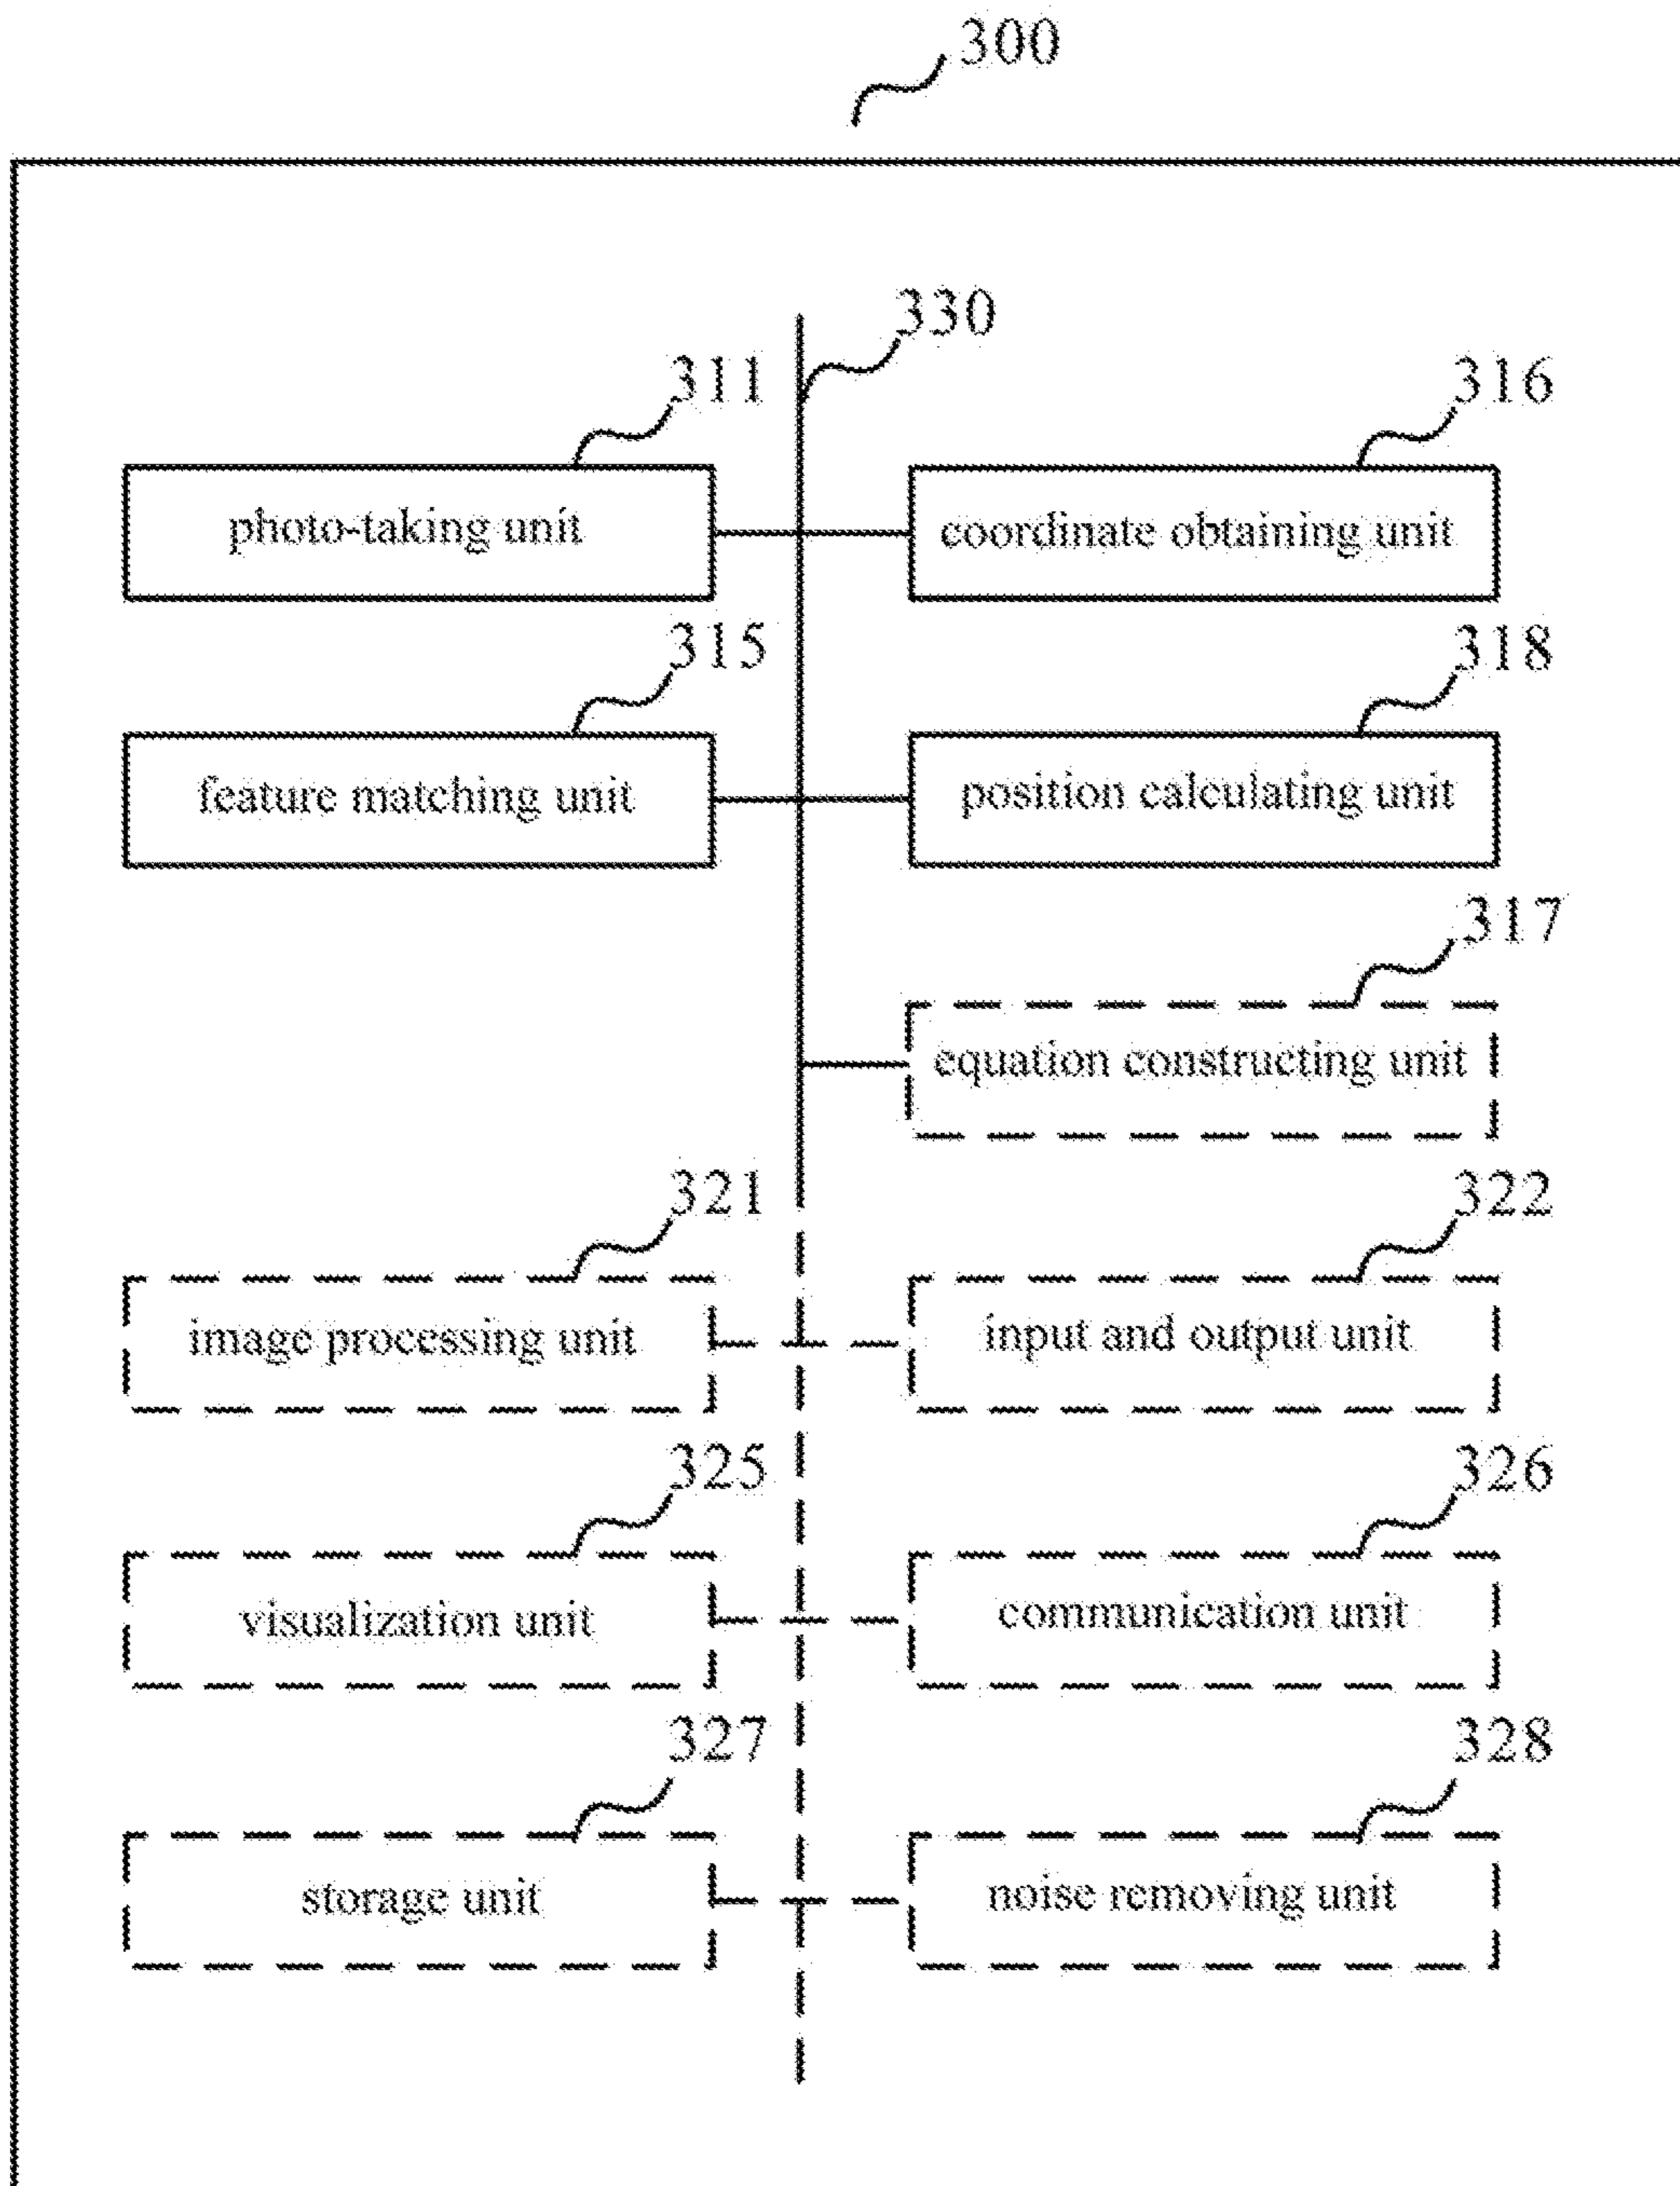 300
330
311
316
photo-taking unit
coordinate obtaining unit
315
318
feature matching unit
position calculating unit
317
equation constructing unit
321
322
image processing unit
input and output unit
325
326
visualization unit
communication unit
327
328
storage unit
noise removing unit